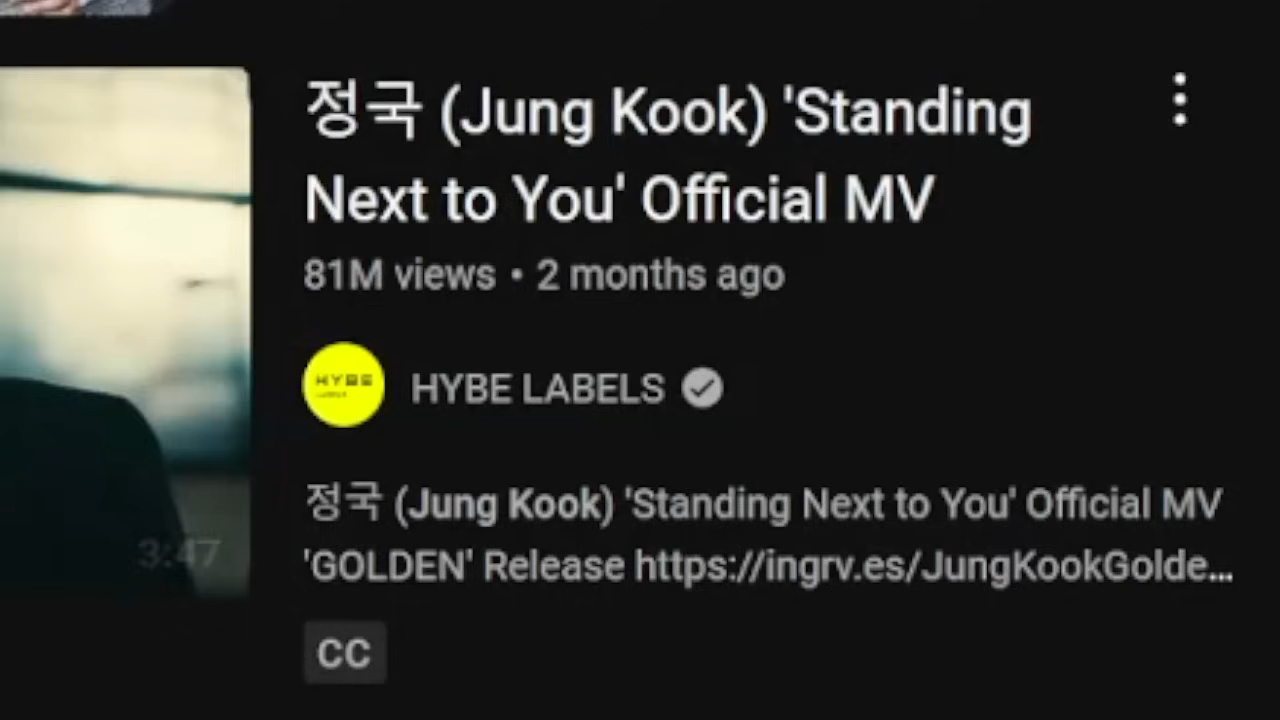 정국 (Jung Kook) 'Standing
Next to You' Official MV
81M views • 2 months ago
HYBE
HYBE LABELS
정국 (Jung Kook) 'Standing Next to You' Official MV
'GOLDEN' Release https://ingrv.es/JungKookGolde...
3:47
CC